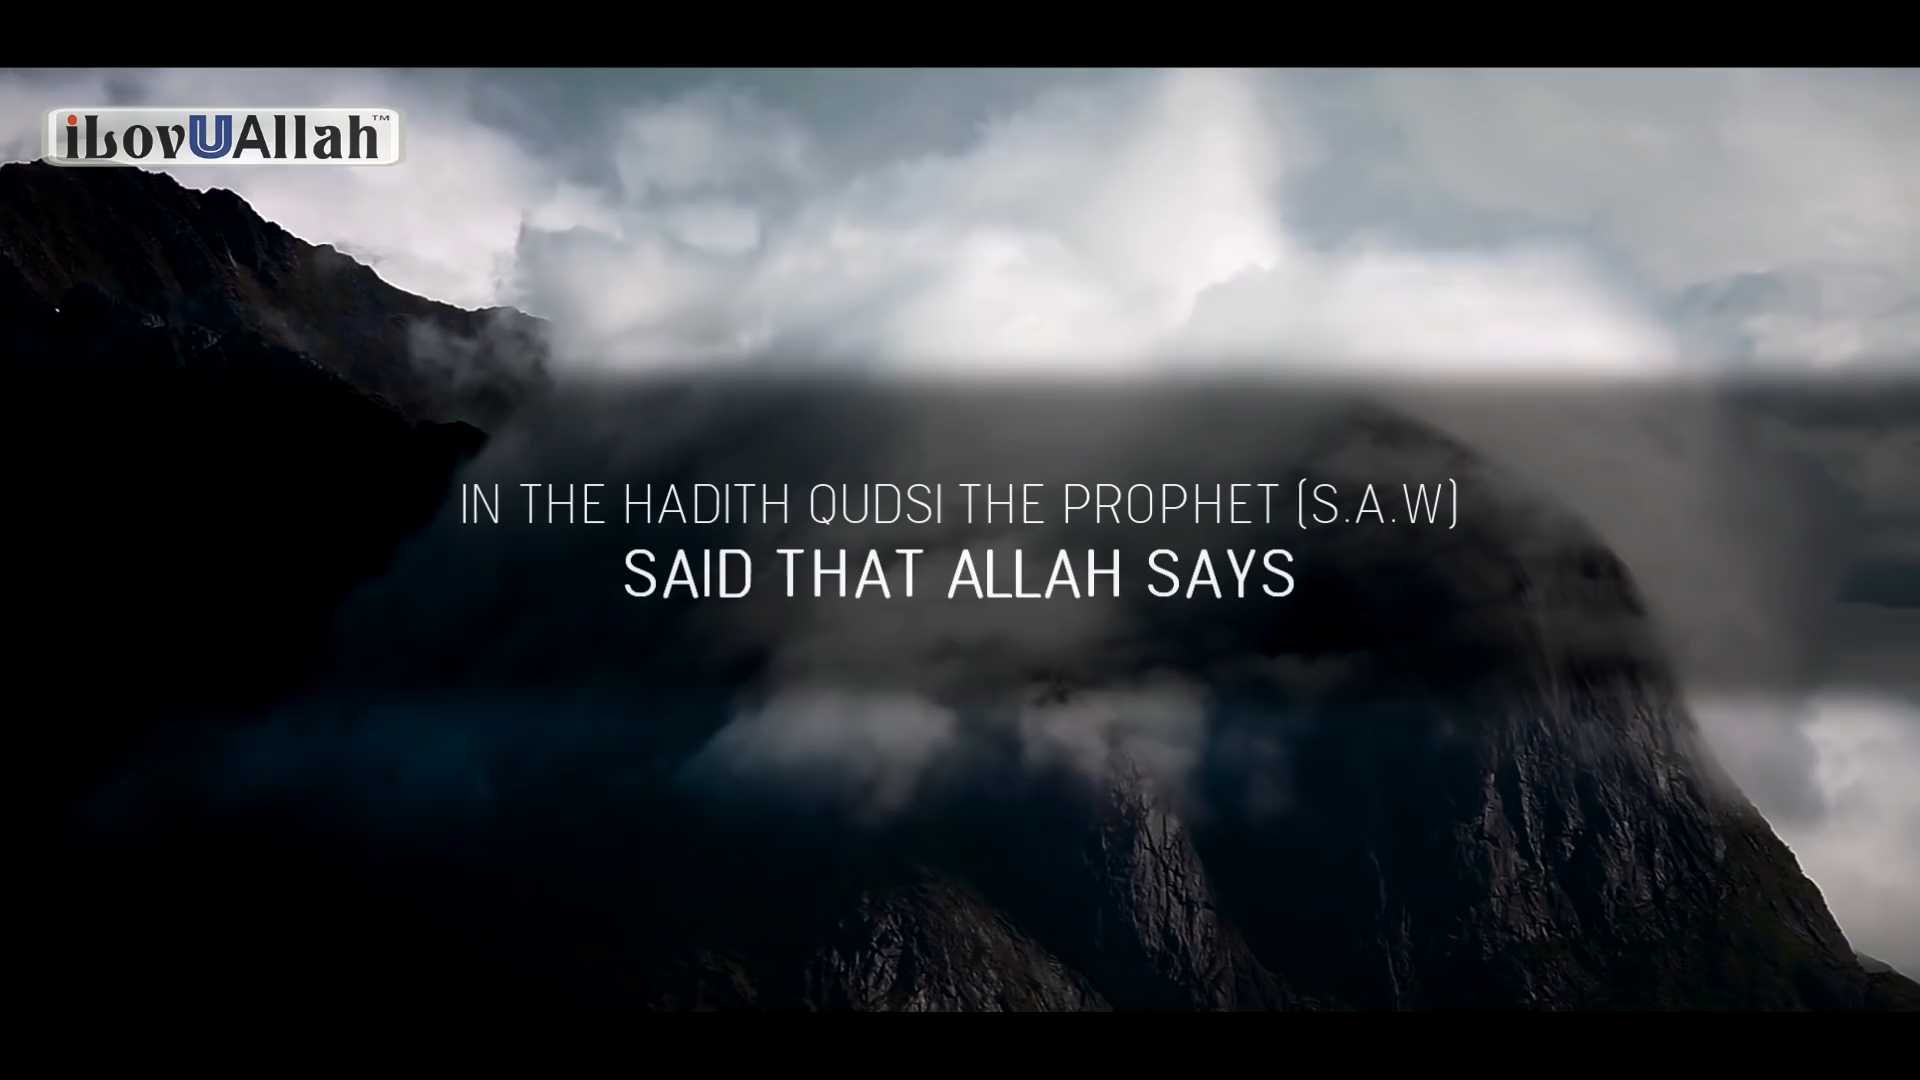 iLovUAllah™
IN THE HADITH QUDSI THE PROPHET (S.A.W)
SAID THAT ALLAH SAYS